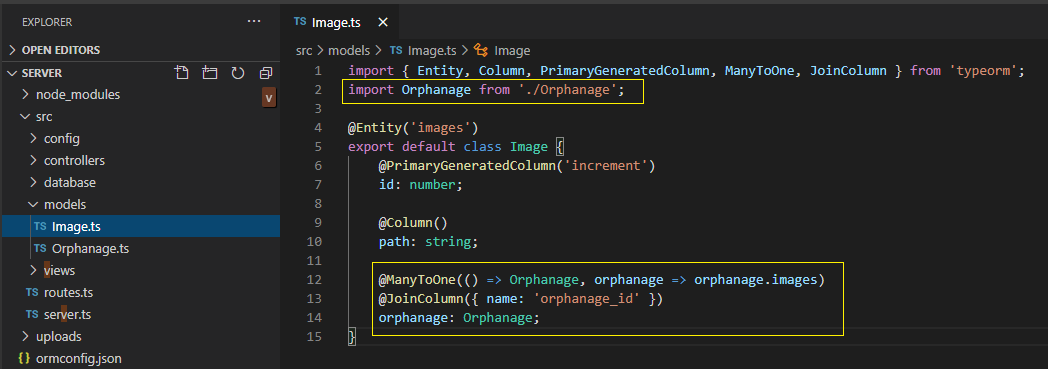 EXPLORER ...
OPEN EDITORS
SERVER
node_modules
v
src
config
controllers
database
models
TS Image.ts
TS Orphanage.ts
views
TS routes.ts
TS server.ts
uploads
{} ormconfig.json
TS Image.ts ×
src > models > TS Image.ts > Image
1 import { Entity, Column, PrimaryGeneratedColumn, ManyToOne, JoinColumn } from 'typeorm';
2 import Orphanage from './Orphanage';
3
4 @Entity('images')
5 export default class Image {
6 @PrimaryGeneratedColumn('increment')
7 id: number;
8
9 @Column()
10 path: string;
11
12 @ManyToOne(() => Orphanage, orphanage => orphanage.images)
13 @JoinColumn({ name: 'orphanage_id' })
14 orphanage: Orphanage;
15 }